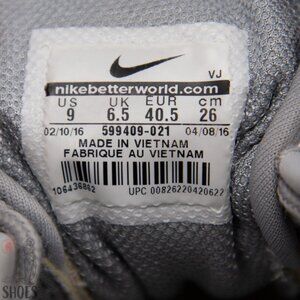 VJ
nikebetterworld.com
US UK EUR cm
9 6.5 40.5 26
02/10/16 599409-021 04/08/16
MADE IN VIETNAM
FABRIQUE AU VIETNAM
UPC 00826220420622
SHOES